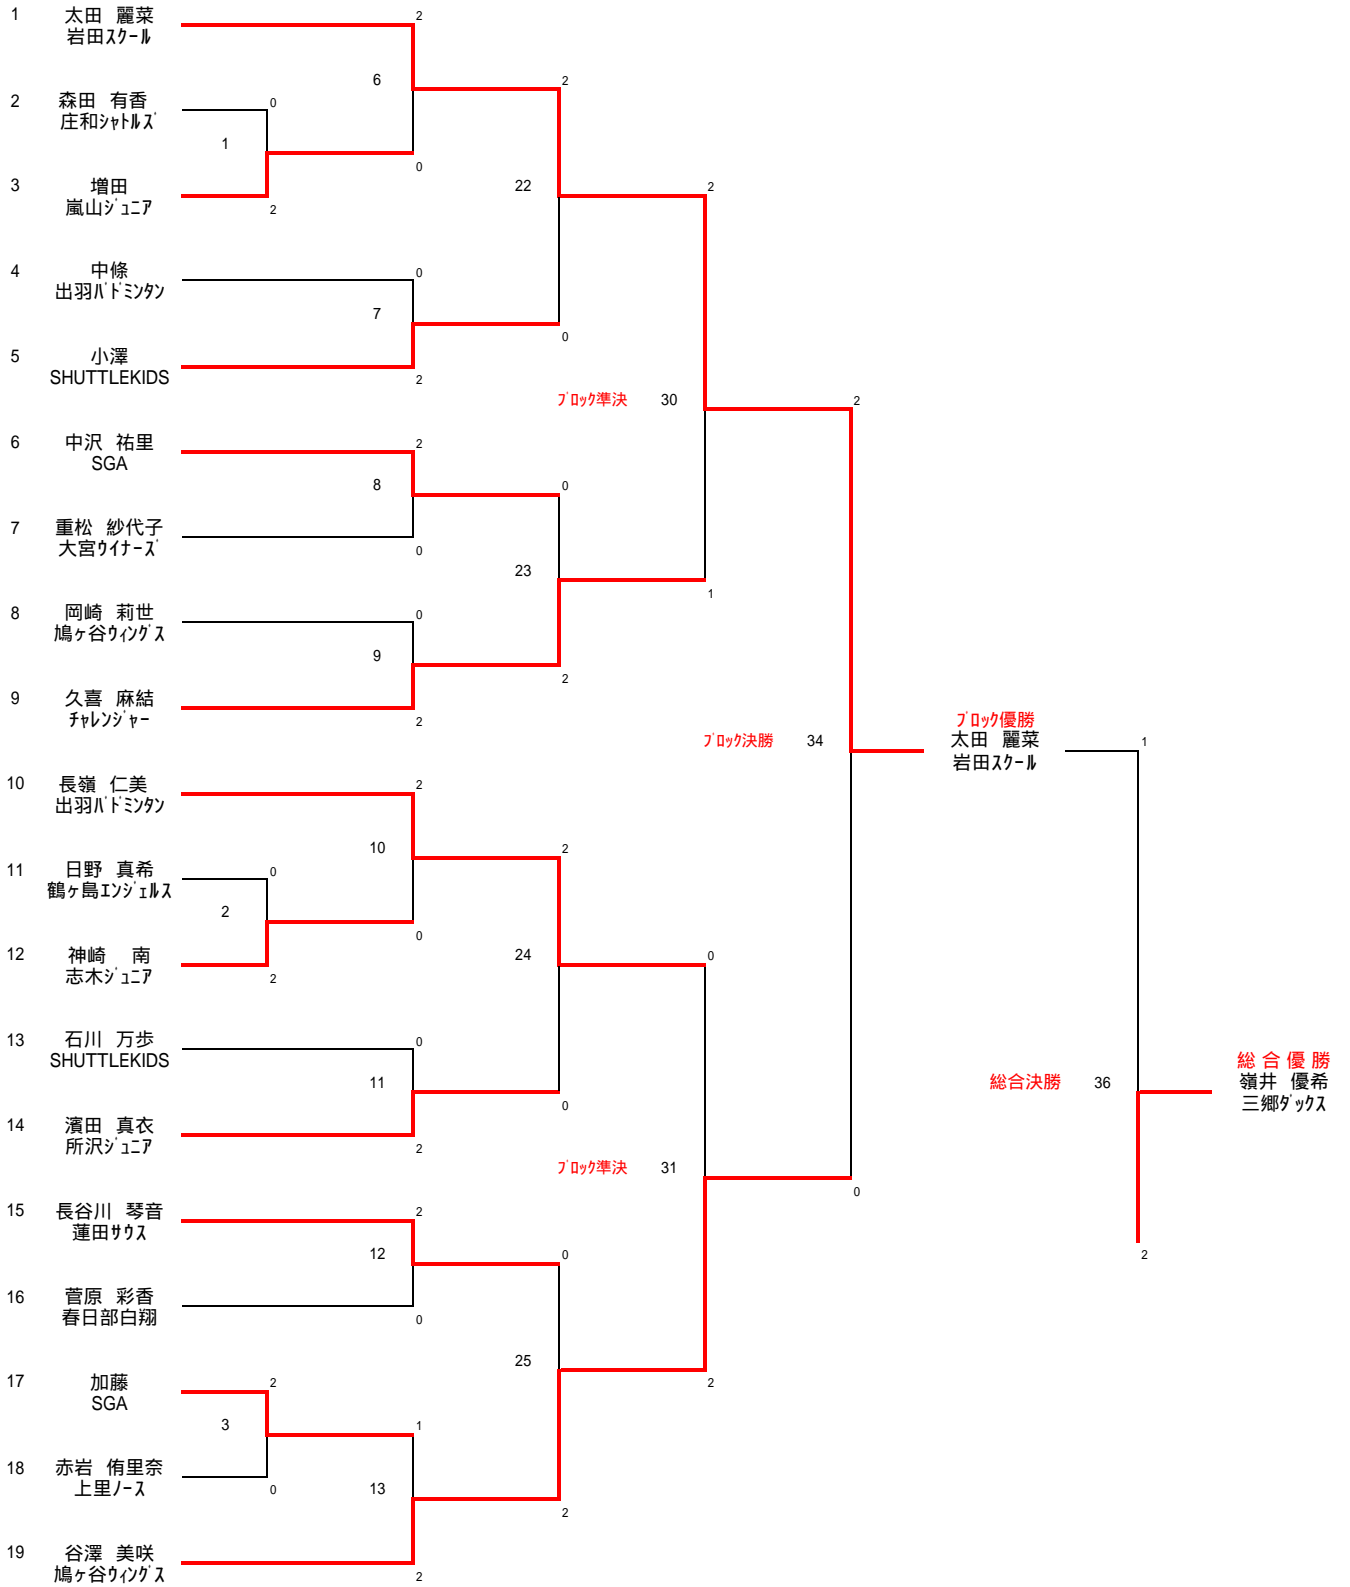 1 太田 麗菜
岩田スクール
2
6
2 森田 有香
庄和シャトルズ
0
1
0
2
3 増田
嵐山ジュニア
2
22
2
4 中條
出羽バドミンタン
0
7
0
5 小澤
SHUTTLEKIDS
2
ブロック準決 30
2
6 中沢 祐里
SGA
2
8
0
7 重松 紗代子
大宮ウイナーズ
0
23
1
8 岡崎 莉世
鳩ヶ谷ウィングス
0
9
2
9 久喜 麻結
チャレンジャー
2
ブロック決勝 34
ブロック優勝
太田 麗菜
岩田スクール
1
10 長嶺 仁美
出羽バドミンタン
2
10
2
11 日野 真希
鶴ヶ島エンジェルス
0
2
0
12 神崎 南
志木ジュニア
2
24
0
13 石川 万歩
SHUTTLEKIDS
0
11
0
総合決勝 36
総合優勝
嶺井 優希
三郷ダックス
14 濱田 真衣
所沢ジュニア
2
ブロック準決 31
0
15 長谷川 琴音
蓮田サウス
2
12
0
2
16 菅原 彩香
春日部白翔
0
25
2
17 加藤
SGA
2
3
1
18 赤岩 侑里奈
上里ノース
0
13
2
19 谷澤 美咲
鳩ヶ谷ウィングス
2